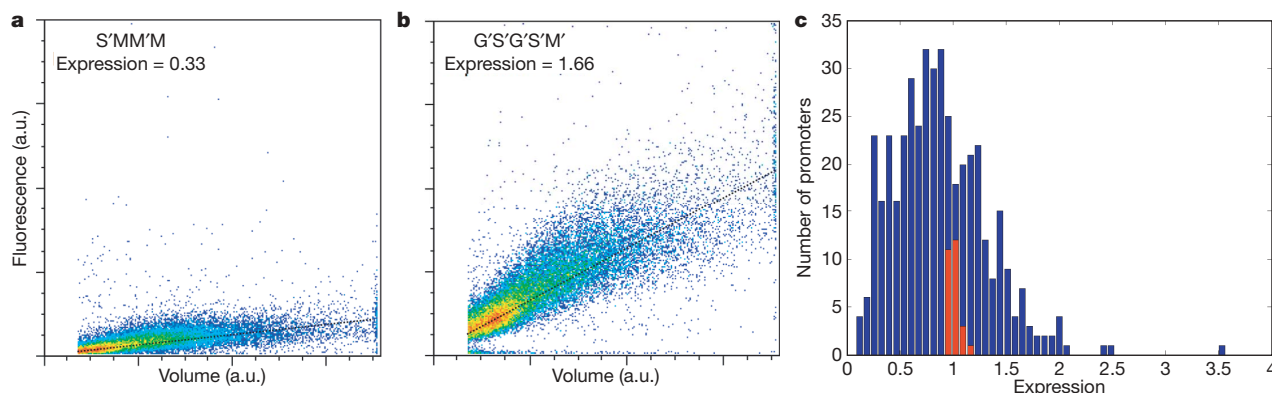 a
S′MM′M
Expression = 0.33
Fluorescence (a.u.)
Volume (a.u.)
b
G′S′G′S′M′
Expression = 1.66
Volume (a.u.)
c
35
30
25
20
15
10
5
0
Number of promoters
0 0.5 1 1.5 2 2.5 3 3.5 4
Expression